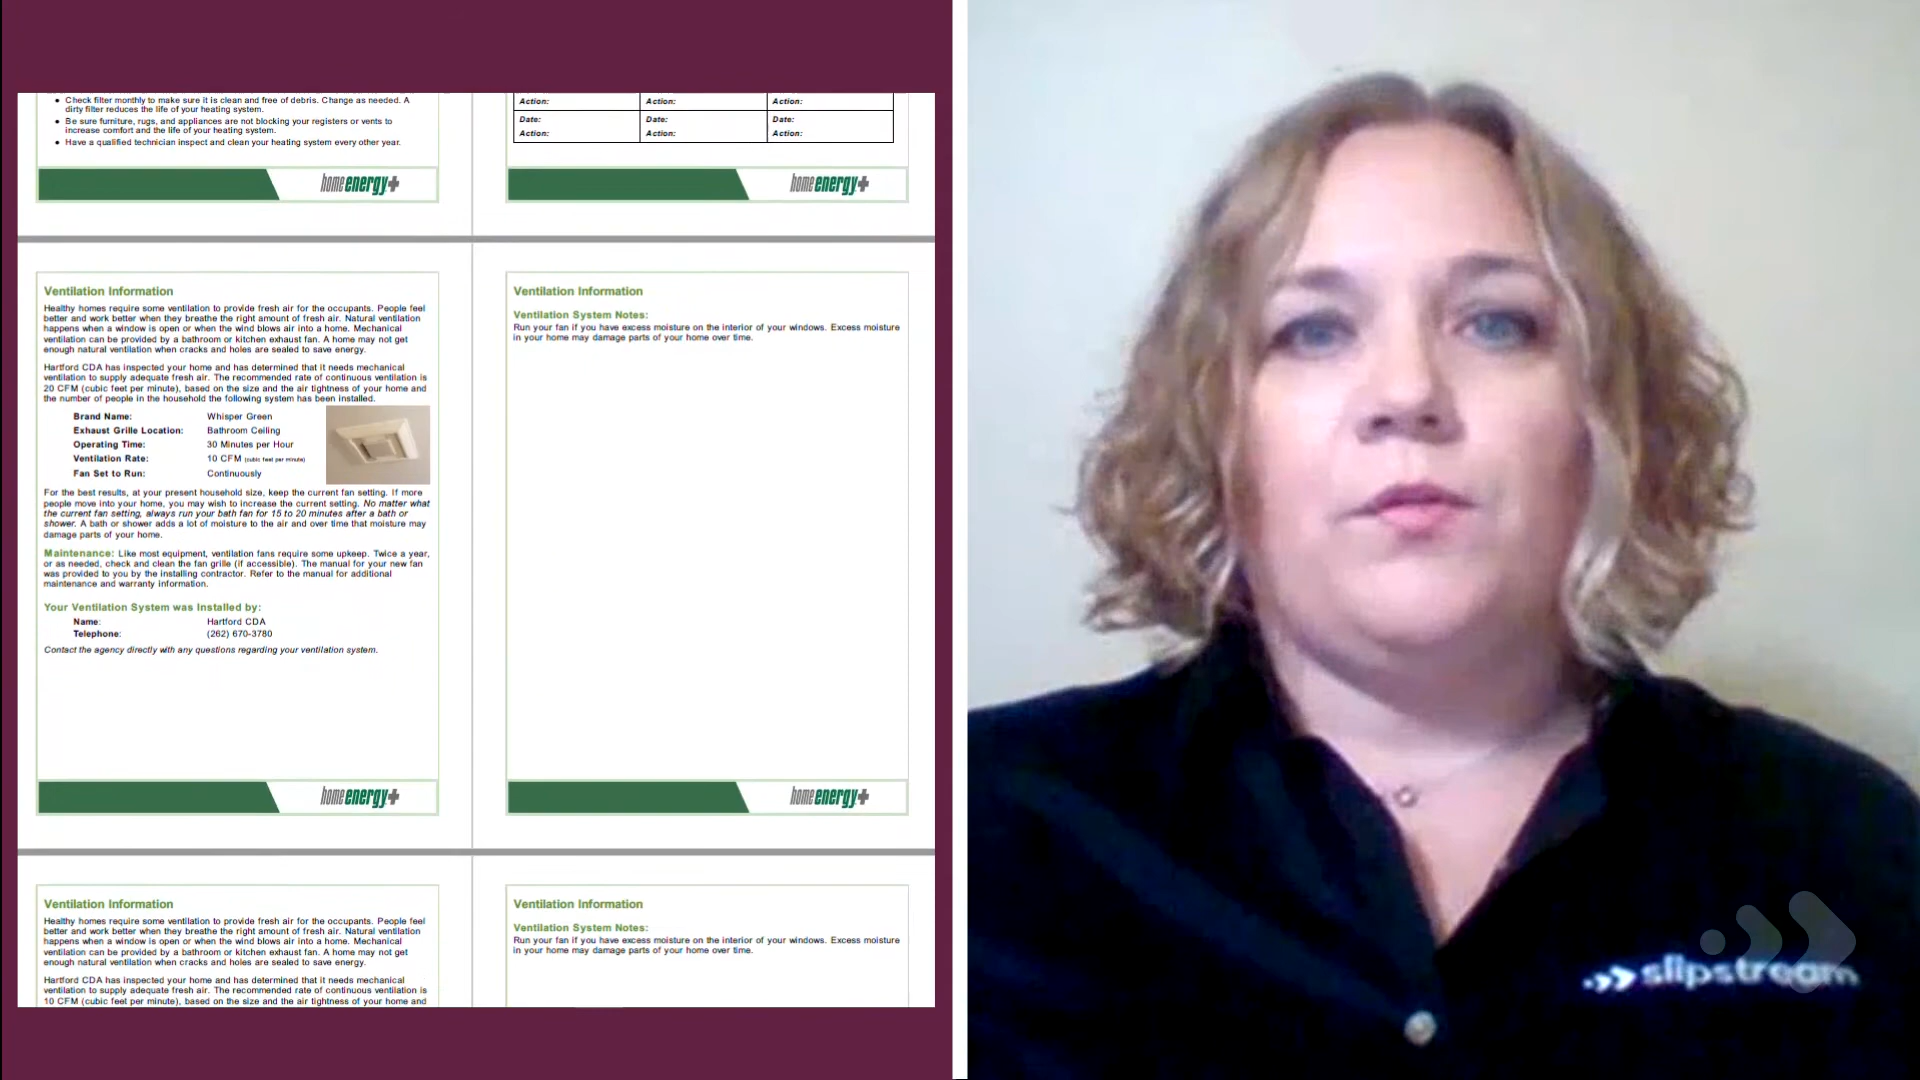 Check filter monthly to make sure it is clean and free of debris. Change as needed. A
dirty filter reduces the life of your heating system.
Be sure furniture, rugs, and appliances are not blocking your registers or vents to
increase comfort and the life of your heating system.
Have a qualified technician inspect and clean your heating system every other year.
homeenergy+
Action: Action: Action:
Date: Date: Date:
Action: Action: Action:
homeenergy+
Ventilation Information
Healthy homes require some ventilation to provide fresh air for the occupants. People feel
better and work better when they breathe the right amount of fresh air. Natural ventilation
happens when a window is open or when the wind blows air into a home. Mechanical
ventilation can be provided by a bathroom or kitchen exhaust fan. A home may not get
enough natural ventilation when cracks and holes are sealed to save energy.
Hartford CDA has inspected your home and has determined that it needs mechanical
ventilation to supply adequate fresh air. The recommended rate of continuous ventilation is
20 CFM (cubic feet per minute), based on the size and the air tightness of your home and
the number of people in the household the following system has been installed.
Brand Name: Whisper Green
Exhaust Grille Location: Bathroom Ceiling
Operating Time: 30 Minutes per Hour
Ventilation Rate: 10 CFM (cubic feet per minute)
Fan Set to Run: Continuously
For the best results, at your present household size, keep the current fan setting. If more
people move into your home, you may wish to increase the current setting. No matter what
the current fan setting, always run your bath fan for 15 to 20 minutes after a bath or
shower. A bath or shower adds a lot of moisture to the air and over time that moisture may
damage parts of your home.
Maintenance: Like most equipment, ventilation fans require some upkeep. Twice a year,
or as needed, check and clean the fan grille (if accessible). The manual for your new fan
was provided to you by the installing contractor. Refer to the manual for additional
maintenance and warranty information.
Your Ventilation System was Installed by:
Name: Hartford CDA
Telephone: (262) 670-3780
Contact the agency directly with any questions regarding your ventilation system.
homeenergy+
Ventilation Information
Ventilation System Notes:
Run your fan if you have excess moisture on the interior of your windows. Excess moisture
in your home may damage parts of your home over time.
homeenergy+
Ventilation Information
Healthy homes require some ventilation to provide fresh air for the occupants. People feel
better and work better when they breathe the right amount of fresh air. Natural ventilation
happens when a window is open or when the wind blows air into a home. Mechanical
ventilation can be provided by a bathroom or kitchen exhaust fan. A home may not get
enough natural ventilation when cracks and holes are sealed to save energy.
Hartford CDA has inspected your home and has determined that it needs mechanical
ventilation to supply adequate fresh air. The recommended rate of continuous ventilation is
10 CFM (cubic feet per minute), based on the size and the air tightness of your home and
Ventilation Information
Ventilation System Notes:
Run your fan if you have excess moisture on the interior of your windows. Excess moisture
in your home may damage parts of your home over time.
slipstream